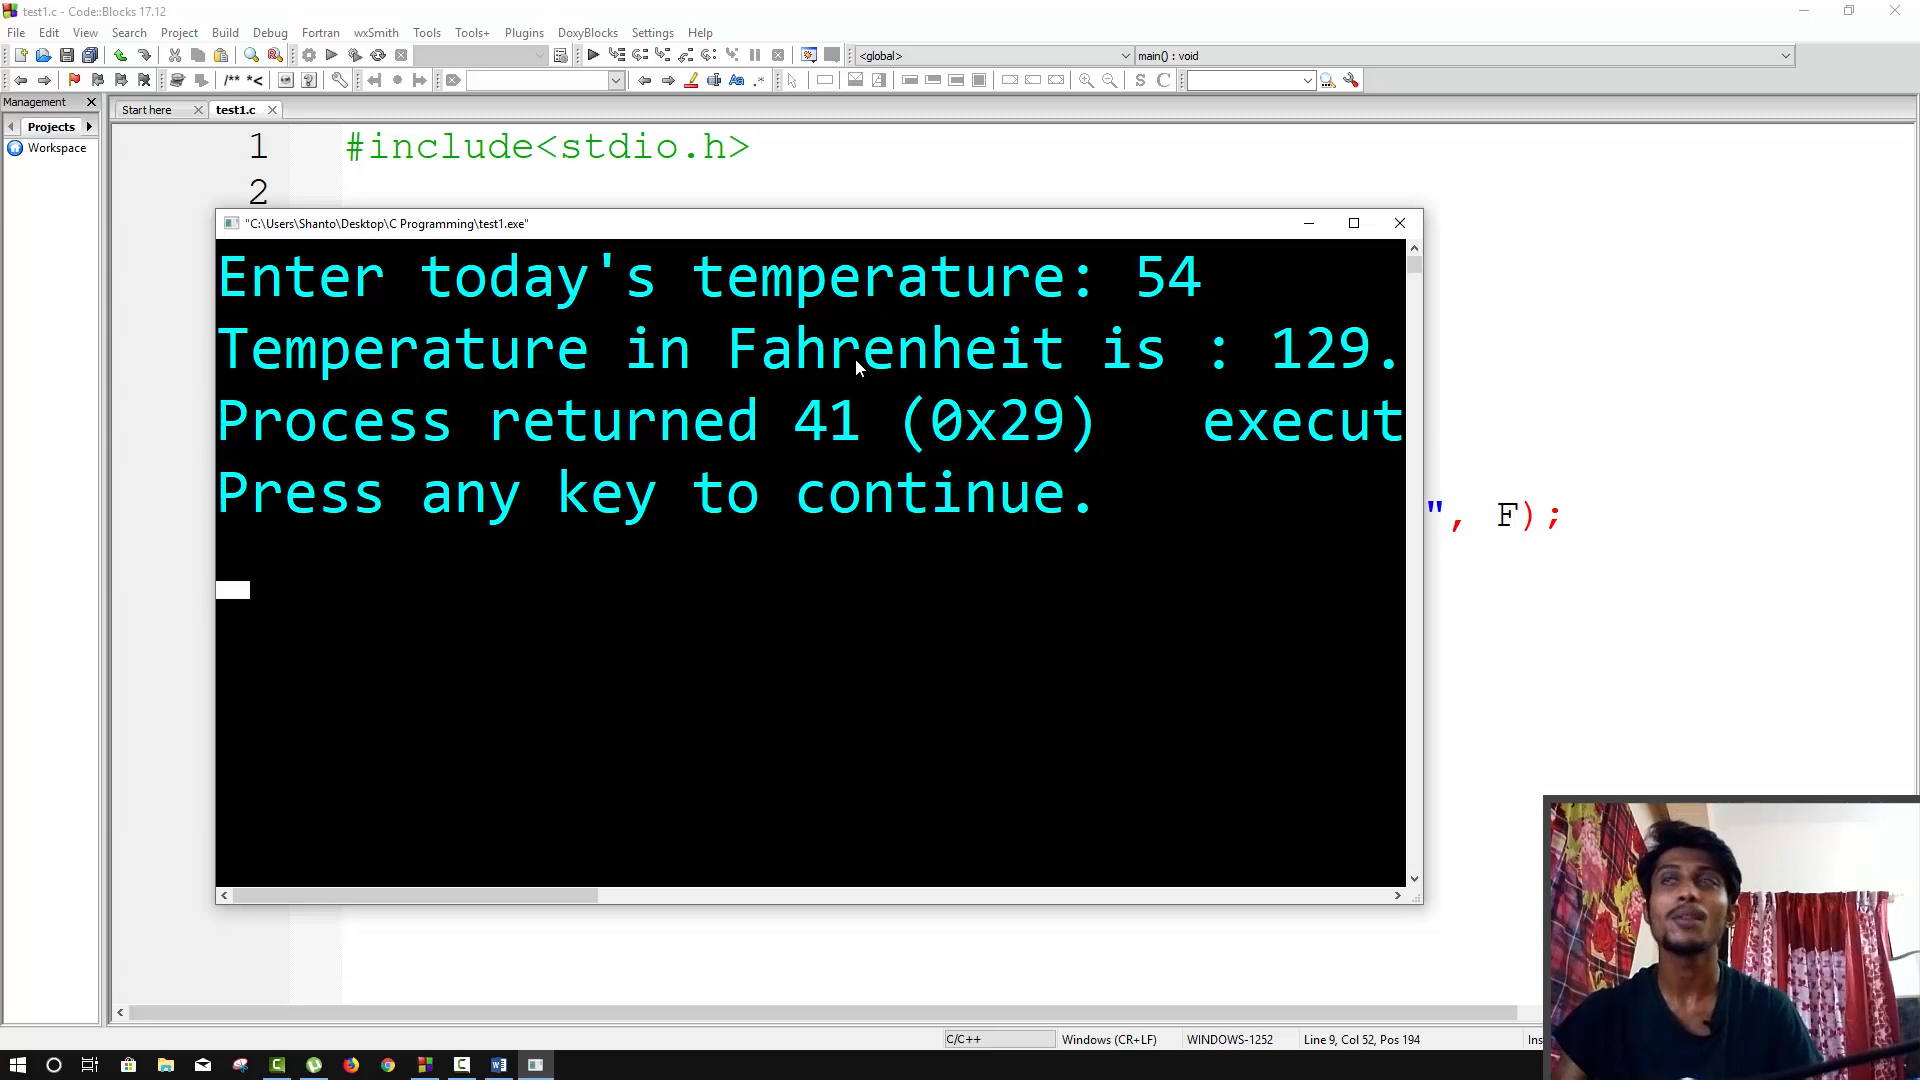 test1.c - Code::Blocks 17.12
File Edit View Search Project Build Debug Fortran wxSmith Tools Tools+ Plugins DoxyBlocks Settings Help
<global> main() : void
/** *<
S C
Management
Projects
Start here test1.c
Workspace
1 #include<stdio.h>
2
"C:\Users\Shanto\Desktop\C Programming\test1.exe"
Enter today's temperature: 54
Temperature in Fahrenheit is : 129.
Process returned 41 (0x29) execut
Press any key to continue.
", F);
C/C++ Windows (CR+LF) WINDOWS-1252 Line 9, Col 52, Pos 194 Ins